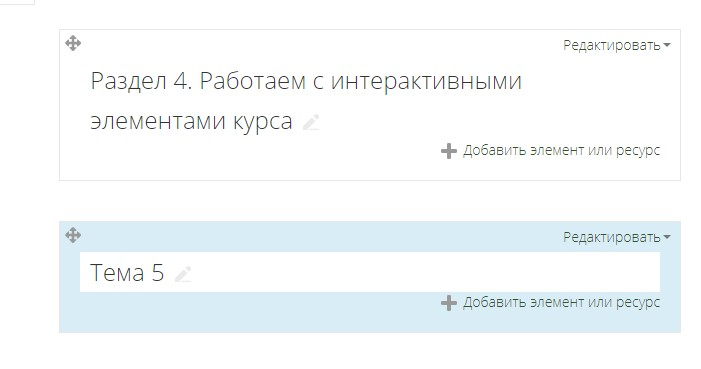 Редактировать
Раздел 4. Работаем с интерактивными
элементами курса
Добавить элемент или ресурс
Редактировать
Тема 5
Добавить элемент или ресурс